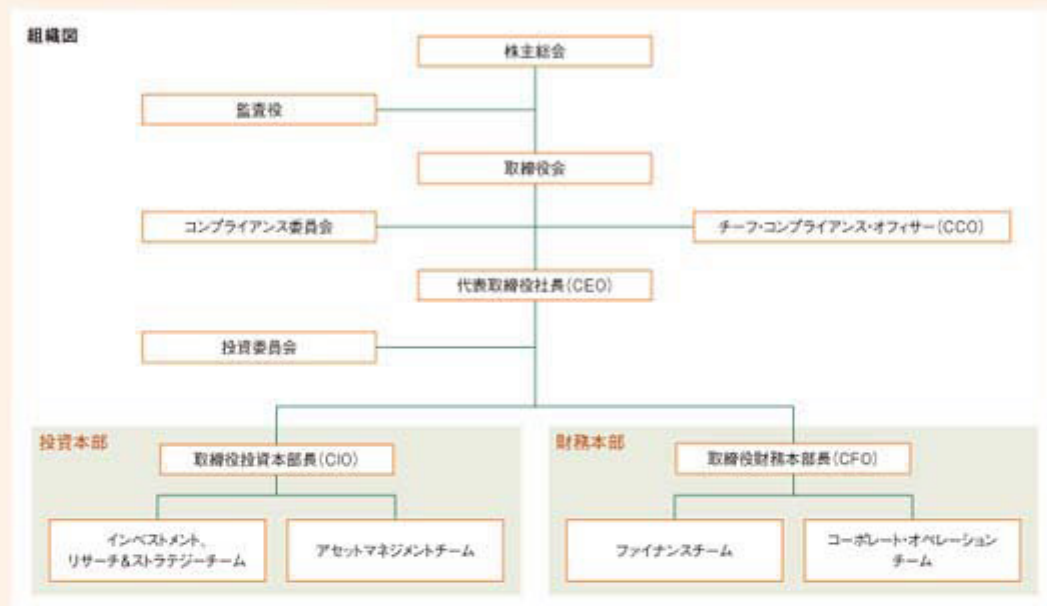 組織図
株主総会
監査役
取締役会
コンプライアンス委員会
チーフ・コンプライアンス・オフィサー(CCO)
代表取締役社長(CEO)
投資委員会
投資本部
取締役投資本部長(CIO)
インベストメント、
リサーチ&ストラテジーチーム
アセットマネジメントチーム
財務本部
取締役財務本部長(CFO)
ファイナンスチーム
コーポレート・オペレーション
チーム